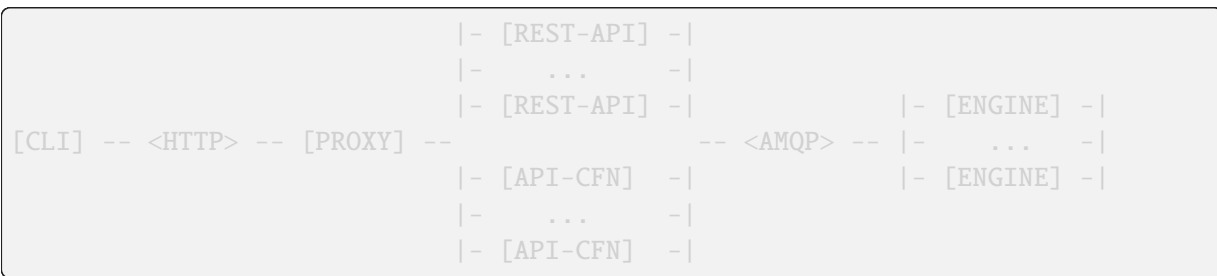 |- [REST-API] -|
|- ... -|
|- [REST-API] -| |- [ENGINE] -|
[CLI] -- <HTTP> -- [PROXY] -- -- <AMQP> -- |- ... -|
|- [API-CFN] -| |- [ENGINE] -|
|- ... -|
|- [API-CFN] -|